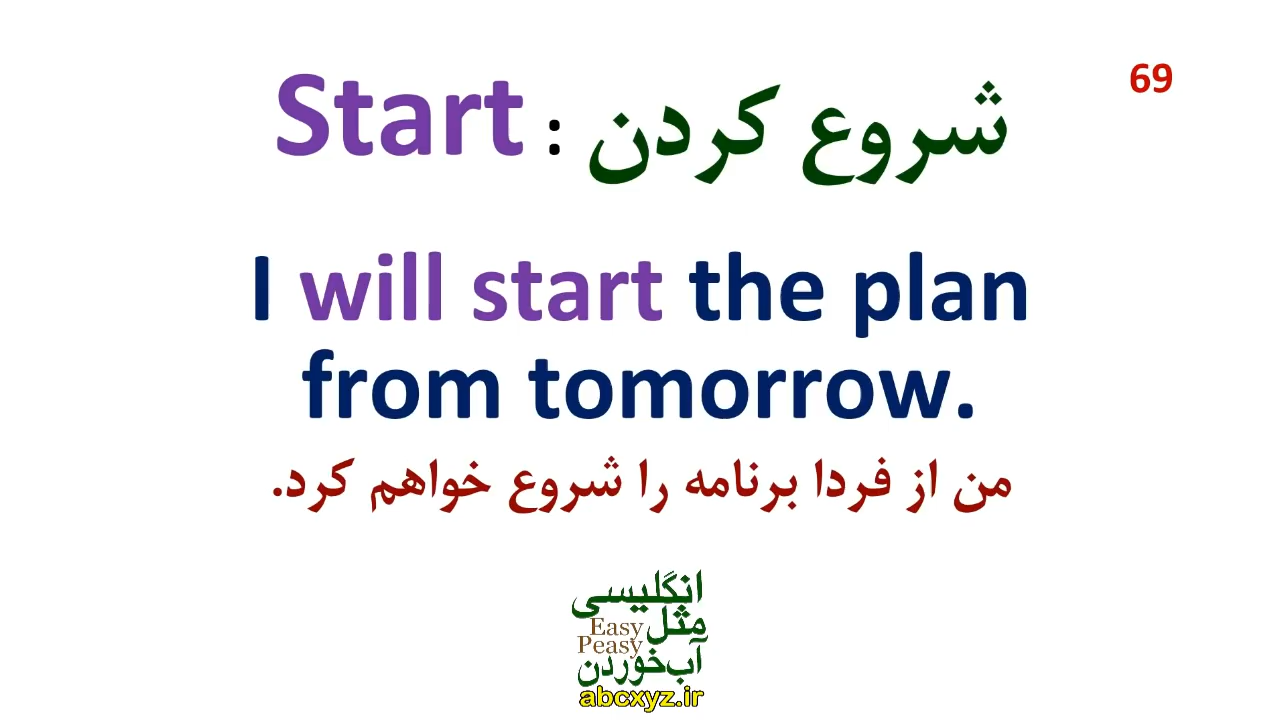 69
Start : شروع کردن
I will start the plan
from tomorrow.
من از فردا برنامه را شروع خواهم کرد.
انگلیسی
مثل
Easy
Peasy
آب‌خوردن
abcxyz.ir